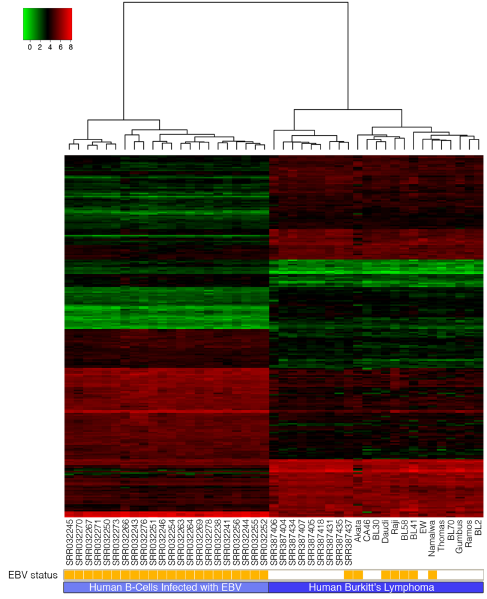 0 2 4 6 8
SRR032245
SRR032270
SRR032267
SRR032271
SRR032250
SRR032273
SRR032266
SRR032243
SRR032276
SRR032251
SRR032246
SRR032254
SRR032263
SRR032264
SRR032269
SRR032278
SRR032238
SRR032241
SRR032256
SRR032244
SRR032255
SRR032252
SRR387406
SRR387404
SRR387434
SRR387407
SRR387405
SRR387418
SRR387431
SRR387435
SRR387437
Akata
CA46
BL30
Daudi
Raji
BL58
BL41
EW
Namalwa
Thomas
BL70
Gumbus
Ramos
BL2
EBV status
Human B-Cells Infected with EBV
Human Burkitt's Lymphoma